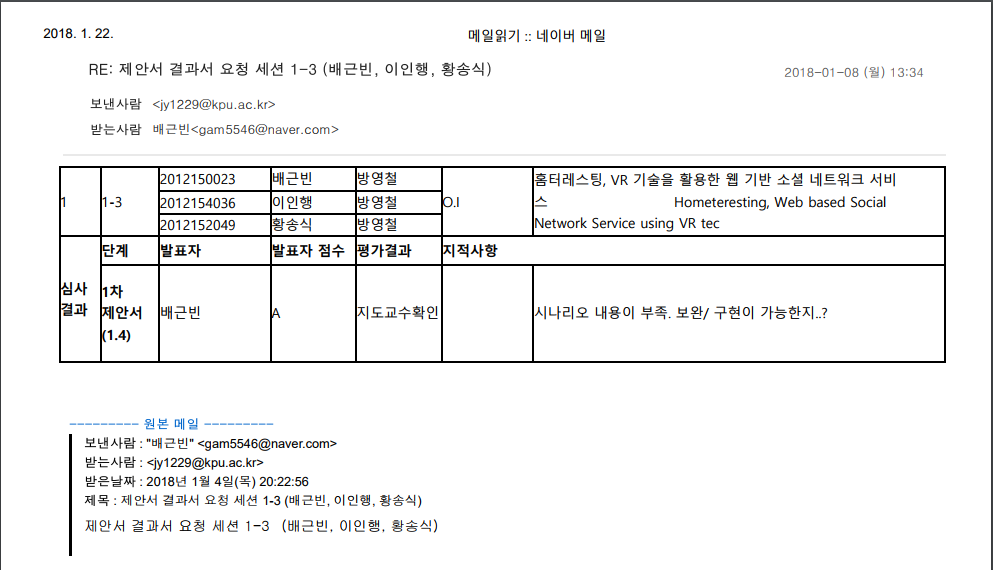 2018. 1. 22.
메일읽기 :: 네이버 메일
RE: 제안서 결과서 요청 세션 1-3 (배근빈, 이인행, 황송식)
2018-01-08 (월) 13:34
보낸사람 <jy1229@kpu.ac.kr>
받는사람 배근빈<gam5546@naver.com>
1 1-3 2012150023 배근빈 방영철 O.I 홈터레스팅, VR 기술을 활용한 웹 기반 소셜 네트워크 서비
2012154036 이인행 방영철 스 Hometeresting, Web based Social
2012152049 황송식 방영철 Network Service using VR tec
단계 발표자 발표자 점수 평가결과 지적사항
심사
결과
1차
제안서
(1.4)
배근빈 A 지도교수확인 시나리오 내용이 부족. 보완/ 구현이 가능한지..?
--------- 원본 메일 ---------
보낸사람 : "배근빈" <gam5546@naver.com>
받는사람 : <jy1229@kpu.ac.kr>
받은날짜 : 2018년 1월 4일(목) 20:22:56
제목 : 제안서 결과서 요청 세션 1-3 (배근빈, 이인행, 황송식)
제안서 결과서 요청 세션 1-3 (배근빈, 이인행, 황송식)